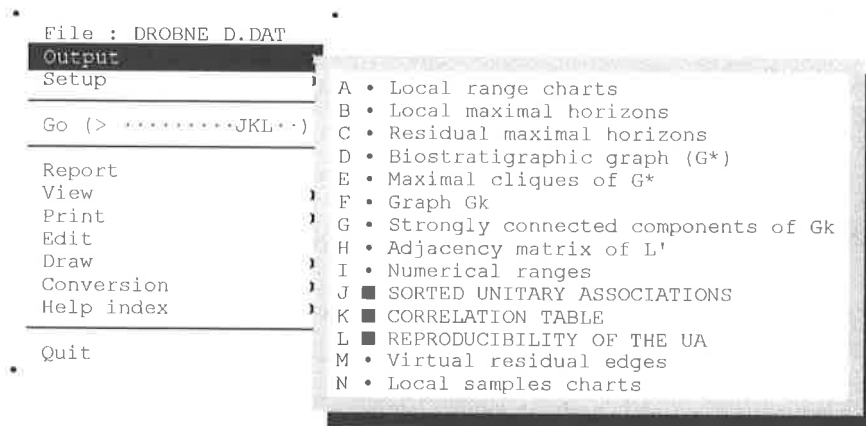 File : DROBNE D.DAT
Output
Setup
Go (> ·········JKL··)
Report
View
Print
Edit
Draw
Conversion
Help index
Quit
A • Local range charts
B • Local maximal horizons
C • Residual maximal horizons
D • Biostratigraphic graph (G*)
E • Maximal cliques of G*
F • Graph Gk
G • Strongly connected components of Gk
H • Adjacency matrix of L'
I • Numerical ranges
J ■ SORTED UNITARY ASSOCIATIONS
K ■ CORRELATION TABLE
L ■ REPRODUCIBILITY OF THE UA
M • Virtual residual edges
N • Local samples charts